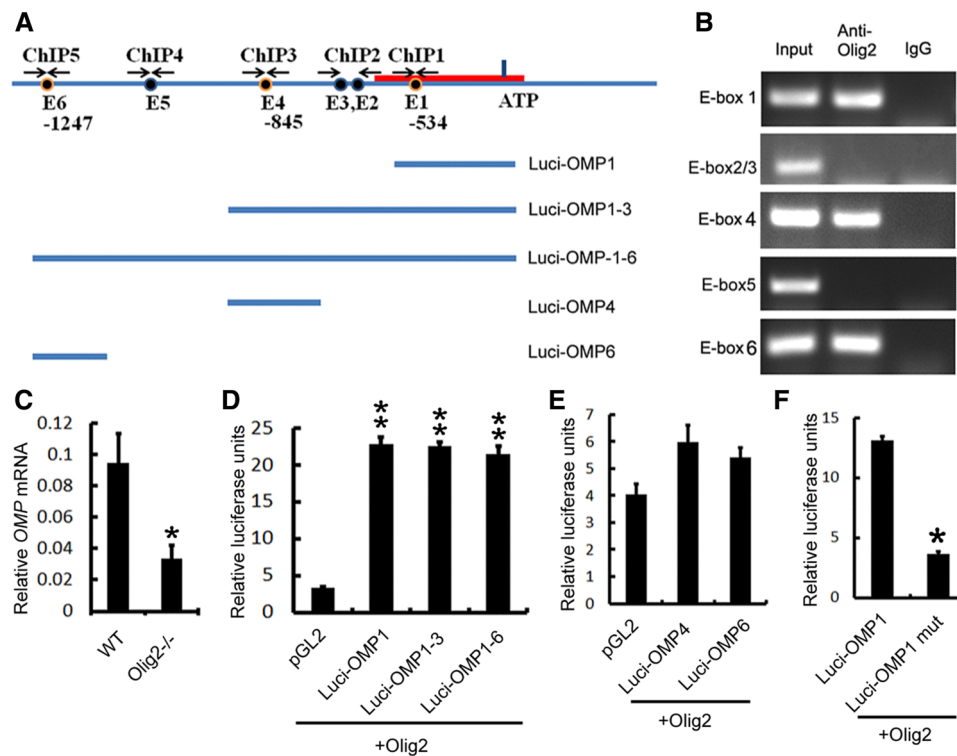 A
ChIP5 ChIP4 ChIP3 ChIP2 ChIP1
E6 E5 E4 E3,E2 E1 ATP
-1247 -845 -534
Luci-OMP1
Luci-OMP1-3
Luci-OMP-1-6
Luci-OMP4
Luci-OMP6
B
Input Anti-Olig2 IgG
E-box 1
E-box2/3
E-box 4
E-box5
E-box 6
C
Relative OMP mRNA
0.12
0.1
0.08
0.06
0.04
0.02
0
*
WT Olig2-/-
D
Relative luciferase units
25
20
15
10
5
0
** ** **
pGL2 Luci-OMP1 Luci-OMP1-3 Luci-OMP1-6
+Olig2
E
Relative luciferase units
7
6
5
4
3
2
1
0
pGL2 Luci-OMP4 Luci-OMP6
+Olig2
F
Relative luciferase units
15
10
5
0
*
Luci-OMP1 Luci-OMP1 mut
+Olig2